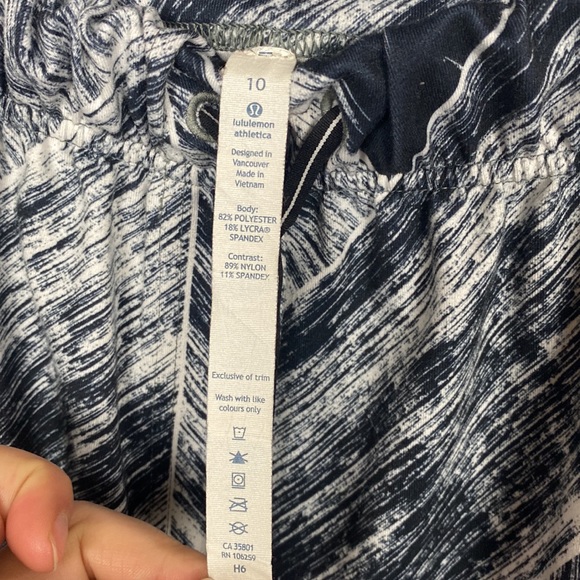 10
lululemon
athletica
Designed in
Vancouver
Made in
Vietnam
Body:
82% POLYESTER
18% LYCRA®
SPANDEX
Contrast:
89% NYLON
11% SPANDEX
Exclusive of trim
Wash with like
colours only
CA 35801
RN 106259
H6